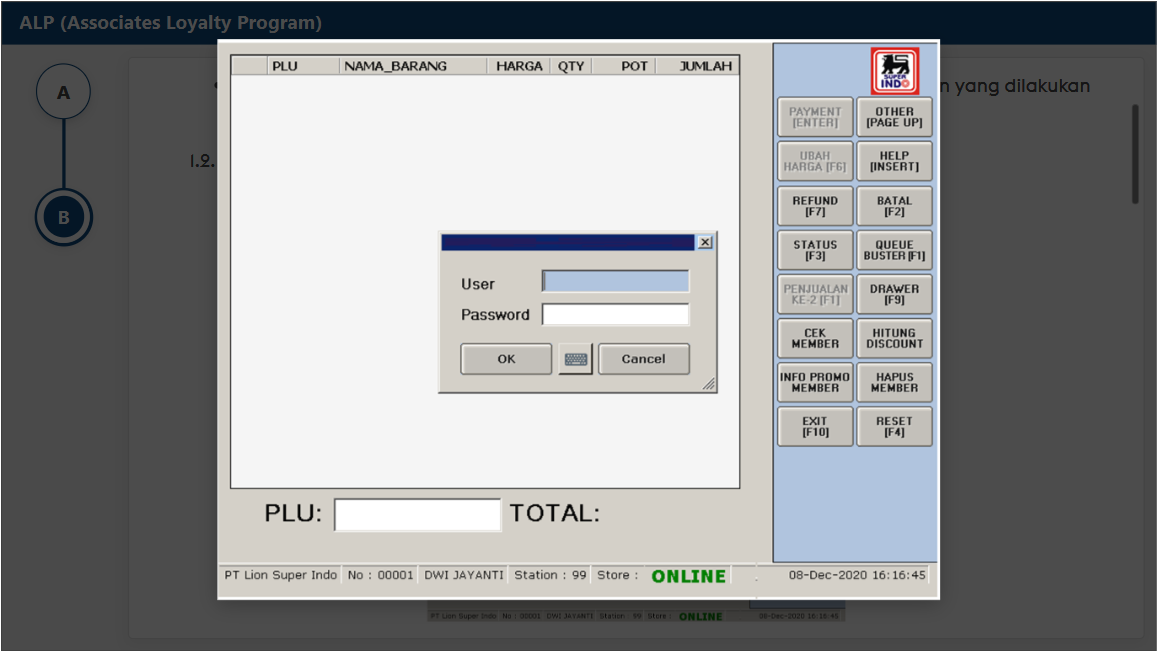 ALP (Associates Loyalty Program)
A
B
n yang dilakukan
1.2.
PLU NAMA_BARANG HARGA QTY POT JUMLAH
SUPER
INDO
PAYMENT
[ENTER]
OTHER
[PAGE UP]
UBAH
HARGA [F6]
HELP
[INSERT]
REFUND
[F7]
BATAL
[F2]
STATUS
[F3]
QUEUE
BUSTER [F1]
PENJUALAN
KE-2 [F1]
DRAWER
[F9]
CEK
MEMBER
HITUNG
DISCOUNT
INFO PROMO
MEMBER
HAPUS
MEMBER
EXIT
[F10]
RESET
[F4]
User
Password
OK
Cancel
PLU: TOTAL:
PT Lion Super Indo No : 00001 DWI JAYANTI Station : 99 Store : ONLINE 08-Dec-2020 16:16:45
PT Lion Super Indo No : 00001 DWI JAYANTI Station : 99 Store : ONLINE 08-Dec-2020 16:16:45